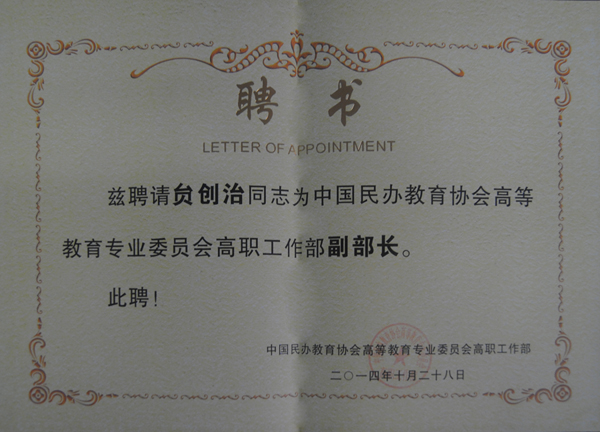 聘 书
LETTER OF APPOINTMENT
兹聘请贠创治同志为中国民办教育协会高等
教育专业委员会高职工作部副部长。
此聘！
中国民办教育协会高等教育专业委员会高职工作部
二〇一四年十月二十八日